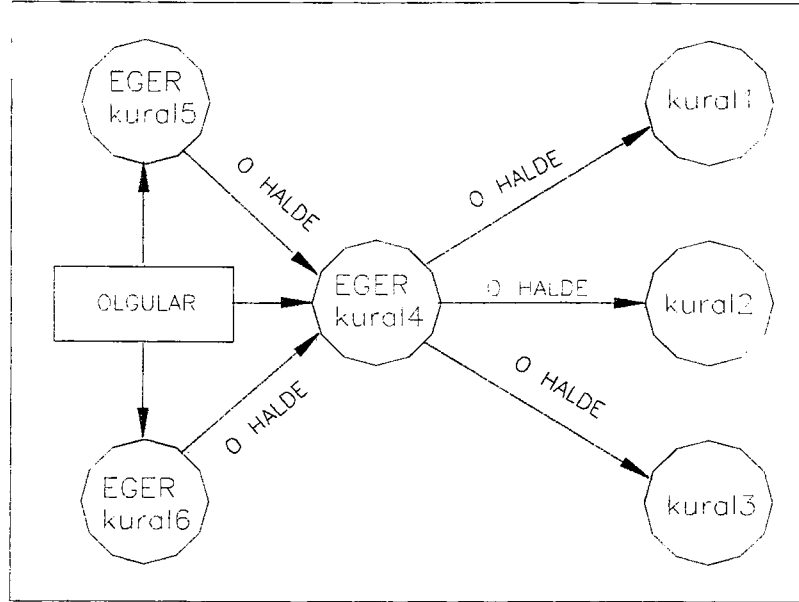 EGER
kural5
O HALDE
OLGULAR
EGER
kural4
O HALDE
EGER
kural6
O HALDE
kural1
O HALDE
kural2
O HALDE
kural3